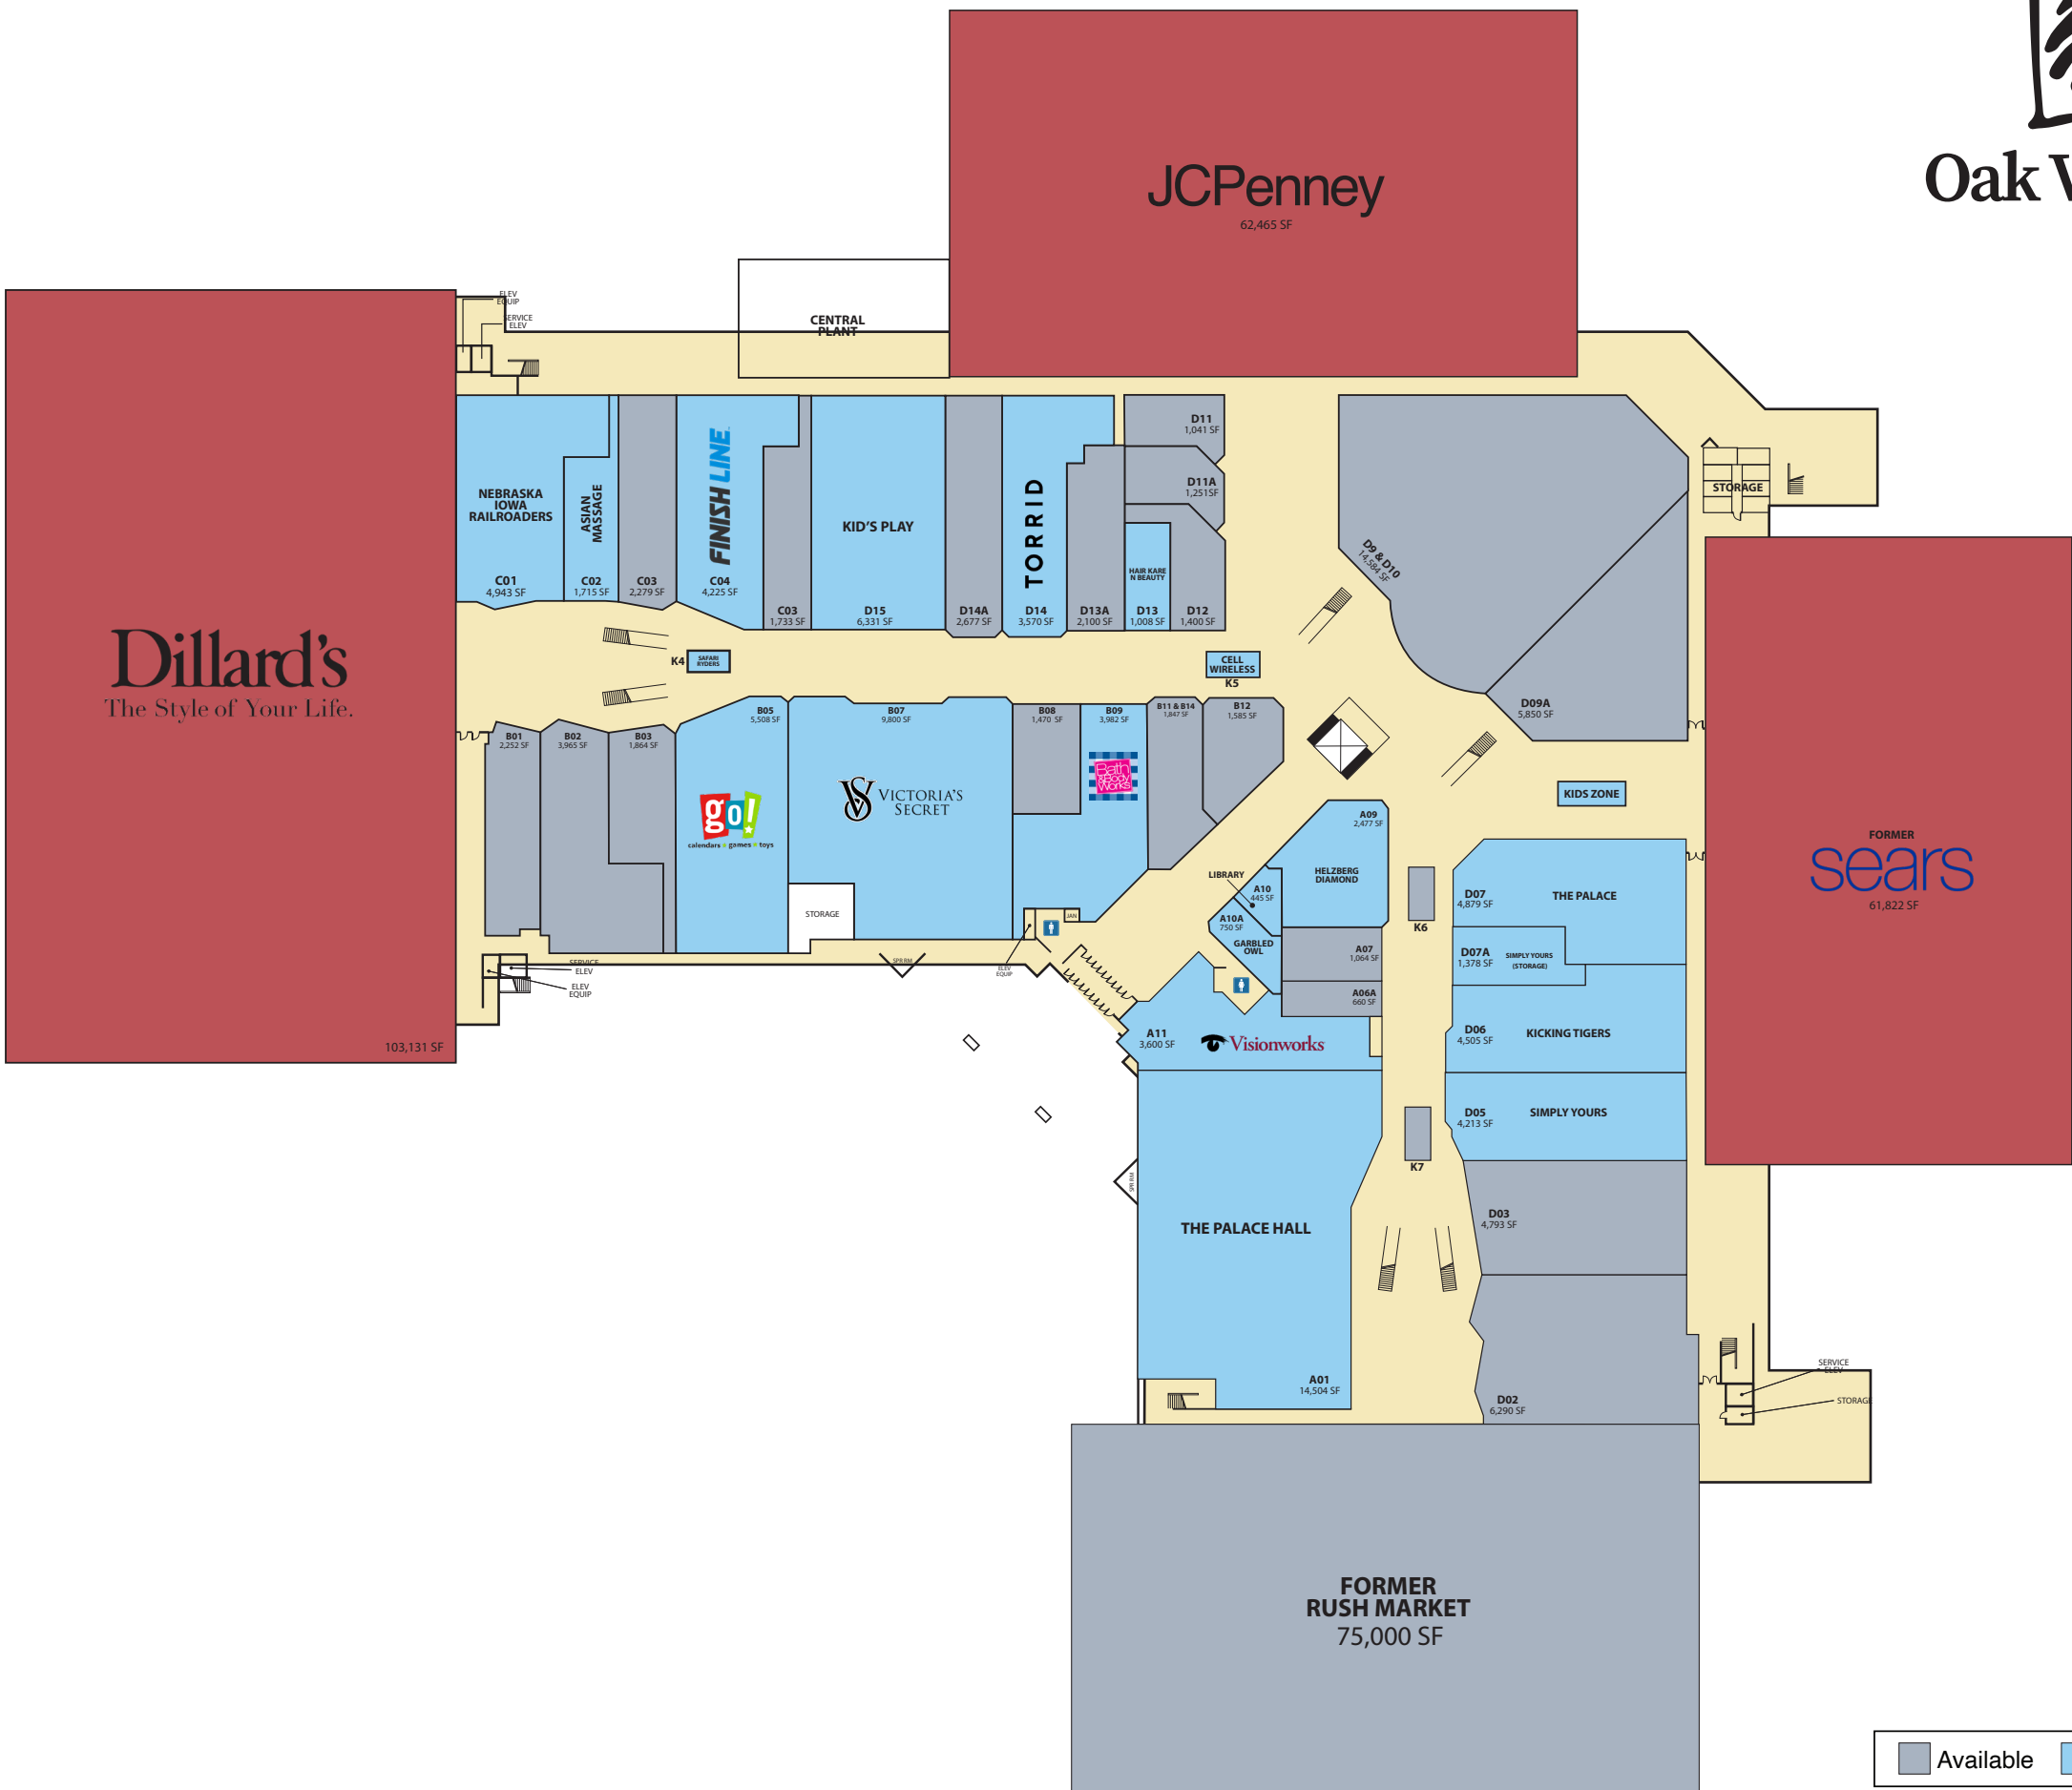 JCPenney
62,465 SF
Oak V
CENTRAL
PLANT
ELEV
EQUIP
SERVICE
ELEV
Dillard's
The Style of Your Life.
103,131 SF
NEBRASKA
IOWA
RAILROADERS
C01
4,943 SF
ASIAN
MASSAGE
C02
1,715 SF
C03
2,279 SF
FINISH LINE
C04
4,225 SF
C03
1,733 SF
KID'S PLAY
D15
6,331 SF
D14A
2,677 SF
TORRID
D14
3,570 SF
D13A
2,100 SF
D11
1,041 SF
D11A
1,251SF
HAIR KARE
N BEAUTY
D13
1,008 SF
D12
1,400 SF
D9 & D10
14,584 SF
D09A
5,850 SF
STORAGE
K4
SAFARI
RYDERS
CELL
WIRELESS
K5
B01
2,252 SF
B02
3,965 SF
B03
1,864 SF
B05
5,508 SF
go!
calendars games toys
B07
9,800 SF
VS VICTORIA'S
SECRET
STORAGE
B08
1,470 SF
B09
3,982 SF
Bath
& Body
Works
B11 & B14
1,847 SF
B12
1,585 SF
JAN
SERVICE
ELEV
ELEV
EQUIP
SPR RM
ELEV
EQUIP
KIDS ZONE
FORMER
sears
61,822 SF
A09
2,477 SF
HELZBERG
DIAMOND
LIBRARY
A10
445 SF
A10A
750 SF
GARBLED
OWL
A07
1,064 SF
A06A
660 SF
K6
D07
4,879 SF
THE PALACE
D07A
1,378 SF
SIMPLY YOURS
(STORAGE)
D06
4,505 SF
KICKING TIGERS
A11
3,600 SF
Visionworks
D05
4,213 SF
SIMPLY YOURS
K7
SPR RM
THE PALACE HALL
A01
14,504 SF
D03
4,793 SF
D02
6,290 SF
SERVICE
ELEV
STORAGE
FORMER
RUSH MARKET
75,000 SF
Available